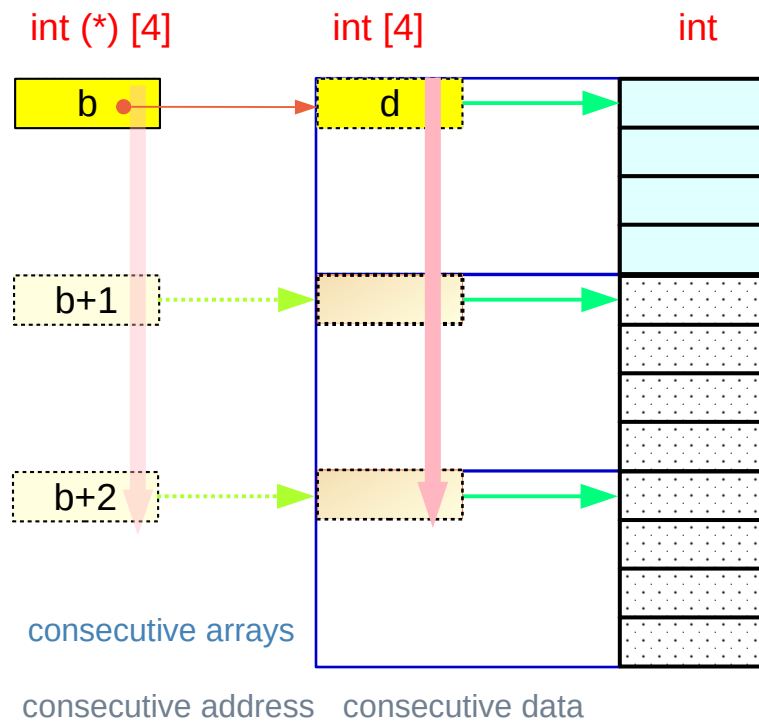 int (*) [4] int [4] int
b d
b+1
b+2
consecutive arrays
consecutive address consecutive data